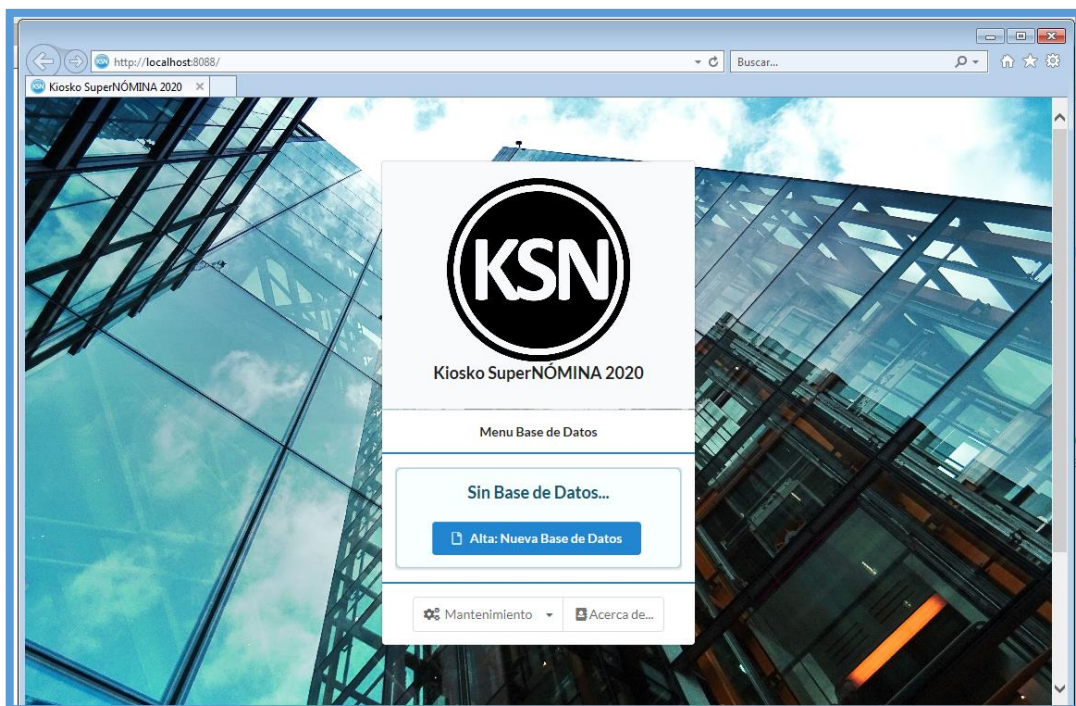 http://localhost:8088/
Buscar...
KSN Kiosko SuperNÓMINA 2020
KSN
Kiosko SuperNÓMINA 2020
Menu Base de Datos
Sin Base de Datos...
Alta: Nueva Base de Datos
Mantenimiento
Acerca de...